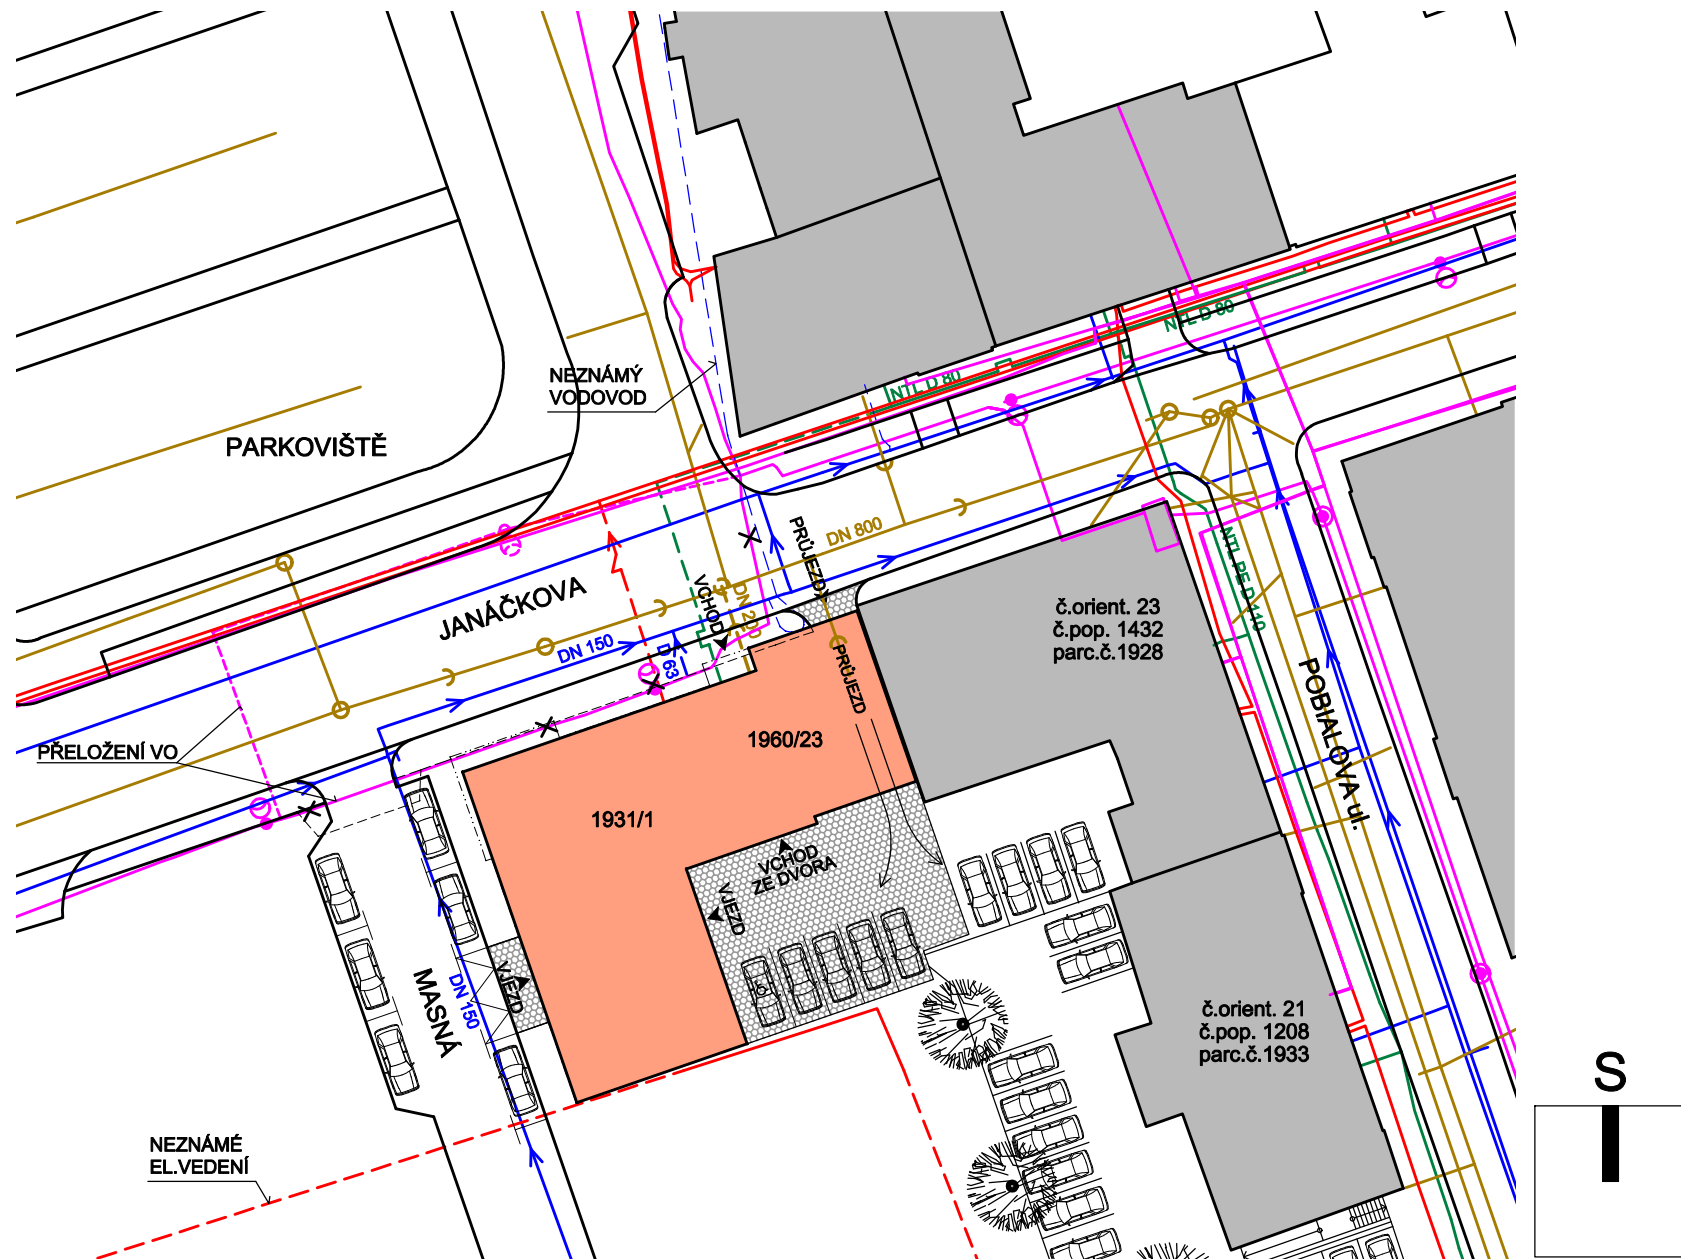 NEZNÁMÝ
VODOVOD
PARKOVIŠTĚ
JANÁČKOVA
NTL D 80
NTL D 80
DN 800
PRŮJEZD
VCHOD
DN 200
DN 150
D 63
PRŮJEZD
NTL PE D 110
č.orient. 23
č.pop. 1432
parc.č.1928
POBIALOVA ul.
PŘELOŽENÍ VO
1960/23
1931/1
VCHOD
ZE DVORA
VJEZD
VJEZD
MASNÁ
DN 150
č.orient. 21
č.pop. 1208
parc.č.1933
NEZNÁMÉ
EL.VEDENÍ
S